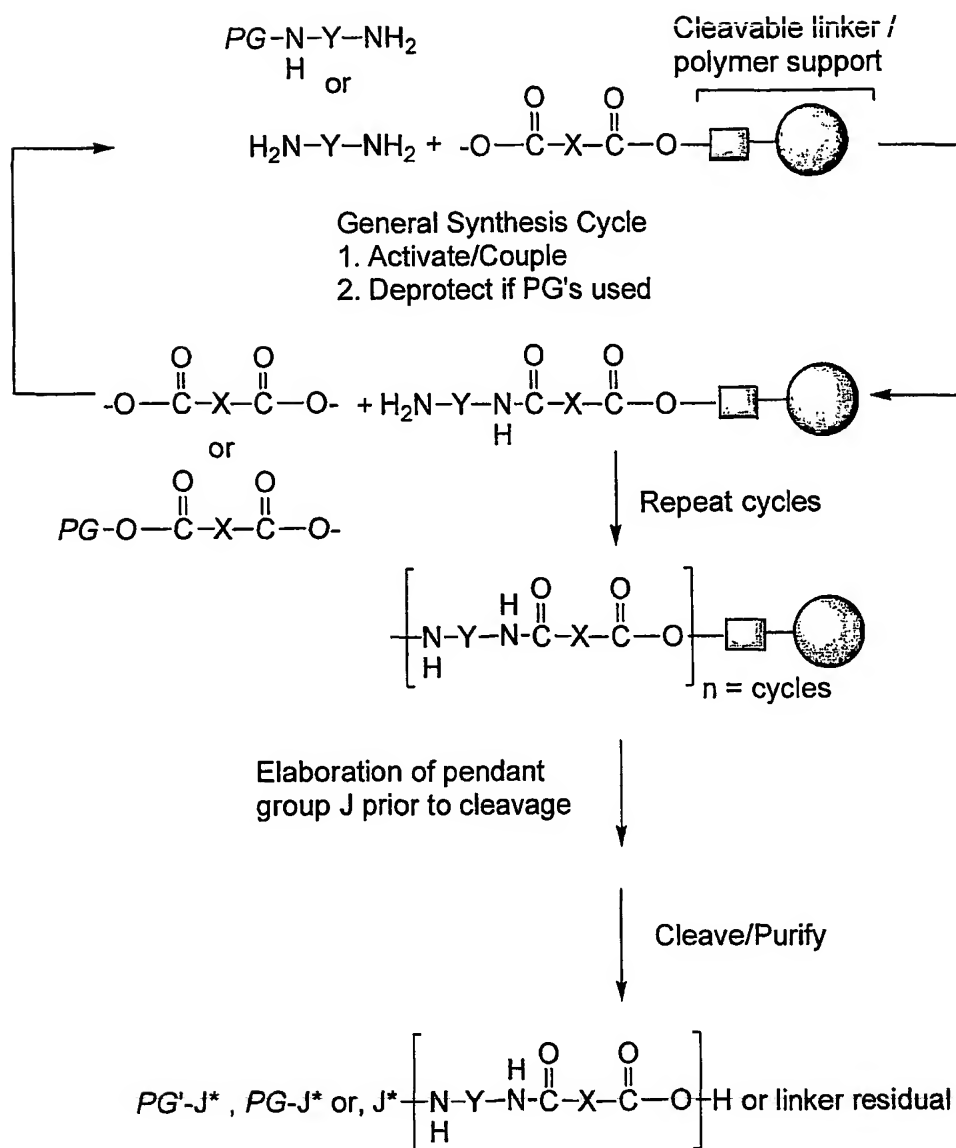 PG-N-Y-NH2
H
or
Cleavable linker /
polymer support
O O
H2N-Y-NH2 + -O-C-X-C-O
General Synthesis Cycle
1. Activate/Couple
2. Deprotect if PG's used
O O O O
-O-C-X-C-O- + H2N-Y-N-C-X-C-O
H
or
O O
PG-O-C-X-C-O-
Repeat cycles
H O O
N-Y-N-C-X-C-O
H
n = cycles
Elaboration of pendant
group J prior to cleavage
Cleave/Purify
H O O
PG'-J* , PG-J* or, J* N-Y-N-C-X-C-O H or linker residual
H